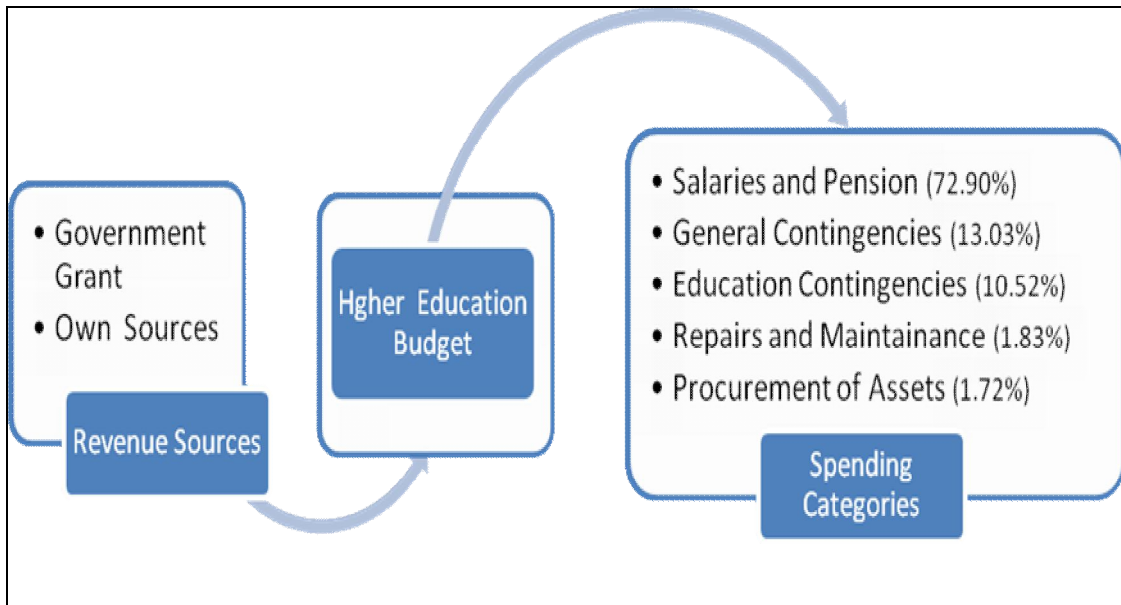 • Government
Grant
• Own Sources
Revenue Sources
Hgher Education
Budget
• Salaries and Pension (72.90%)
• General Contingencies (13.03%)
• Education Contingencies (10.52%)
• Repairs and Maintainance (1.83%)
• Procurement of Assets (1.72%)
Spending
Categories